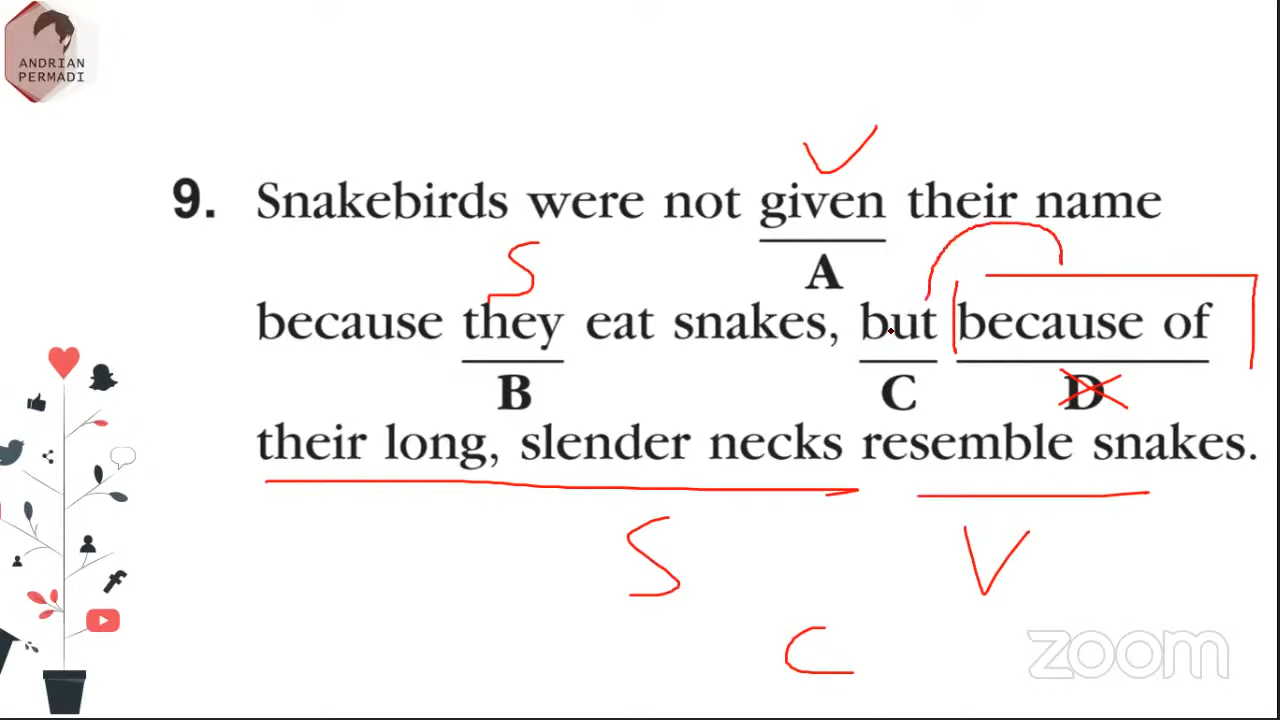 ANDRIAN
PERMADI
9. Snakebirds were not given their name
A
S
because they eat snakes, but because of
B C D
their long, slender necks resemble snakes.
S V
C
zoom